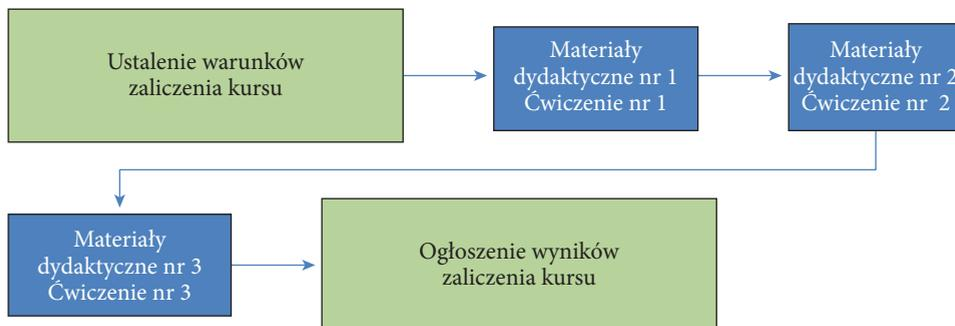 Ustalenie warunków
zaliczenia kursu
Materiały
dydaktyczne nr 1
Ćwiczenie nr 1
Materiały
dydaktyczne nr 2
Ćwiczenie nr 2
Materiały
dydaktyczne nr 3
Ćwiczenie nr 3
Ogłoszenie wyników
zaliczenia kursu